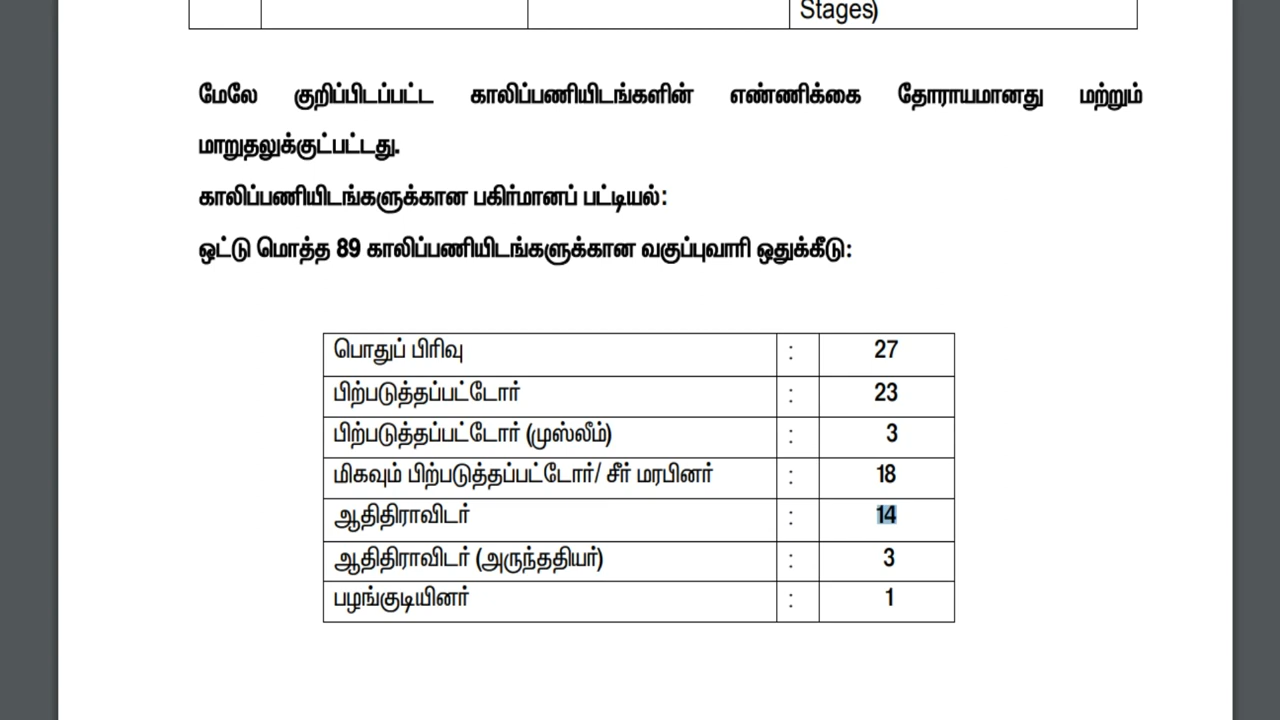 Stages)
மேலே குறிப்பிடப்பட்ட காலிப்பணியிடங்களின் எண்ணிக்கை தோராயமானது மற்றும்
மாறுதலுக்குட்பட்டது.
காலிப்பணியிடங்களுக்கான பகிர்மானப் பட்டியல்:
ஒட்டு மொத்த 89 காலிப்பணியிடங்களுக்கான வகுப்புவாரி ஒதுக்கீடு:
பொதுப் பிரிவு : 27
பிற்படுத்தப்பட்டோர் : 23
பிற்படுத்தப்பட்டோர் (முஸ்லீம்) : 3
மிகவும் பிற்படுத்தப்பட்டோர்/ சீர் மரபினர் : 18
ஆதிதிராவிடர் : 14
ஆதிதிராவிடர் (அருந்ததியர்) : 3
பழங்குடியினர் : 1